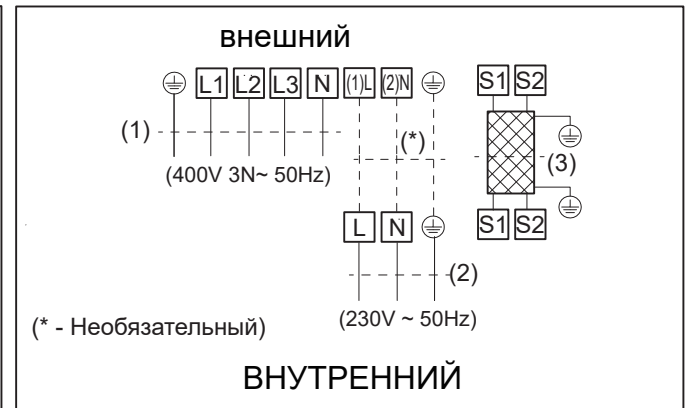 внешний
L1 L2 L3 N (1)L (2)N S1 S2
(1) (*) (3)
(400V 3N~ 50Hz)
L N S1 S2
(2)
(* - Необязательный) (230V ~ 50Hz)
ВНУТРЕННИЙ